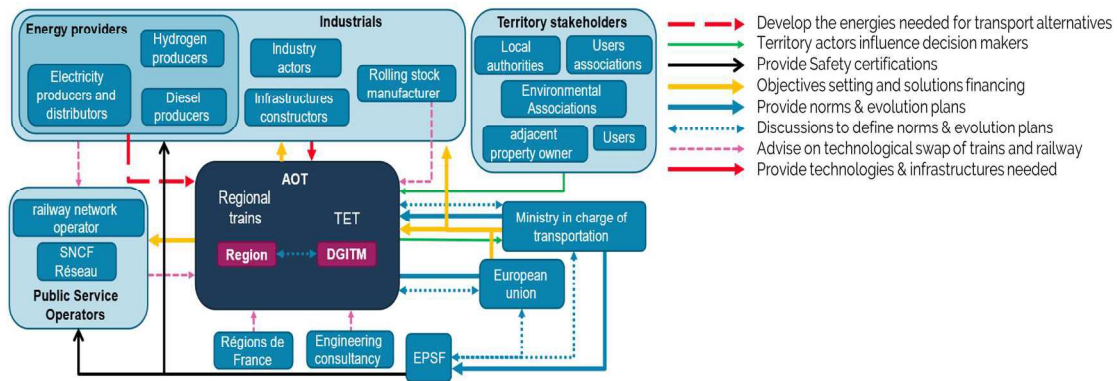 Industrials
Energy providers
Hydrogen
producers
Electricity
producers and
distributors
Diesel
producers
Industry
actors
Infrastructures
constructors
Rolling stock
manufacturer
Territory stakeholders
Local
authorities
Users
associations
Environmental
Associations
adjacent
property owner
Users
Develop the energies needed for transport alternatives
Territory actors influence decision makers
Provide Safety certifications
Objectives setting and solutions financing
Provide norms & evolution plans
Discussions to define norms & evolution plans
Advise on technological swap of trains and railway
Provide technologies & infrastructures needed
AOT
Regional
trains
TET
Region
DGITM
railway network
operator
SNCF
Réseau
Public Service
Operators
Ministry in charge of
transportation
European
union
Régions de
France
Engineering
consultancy
EPSF